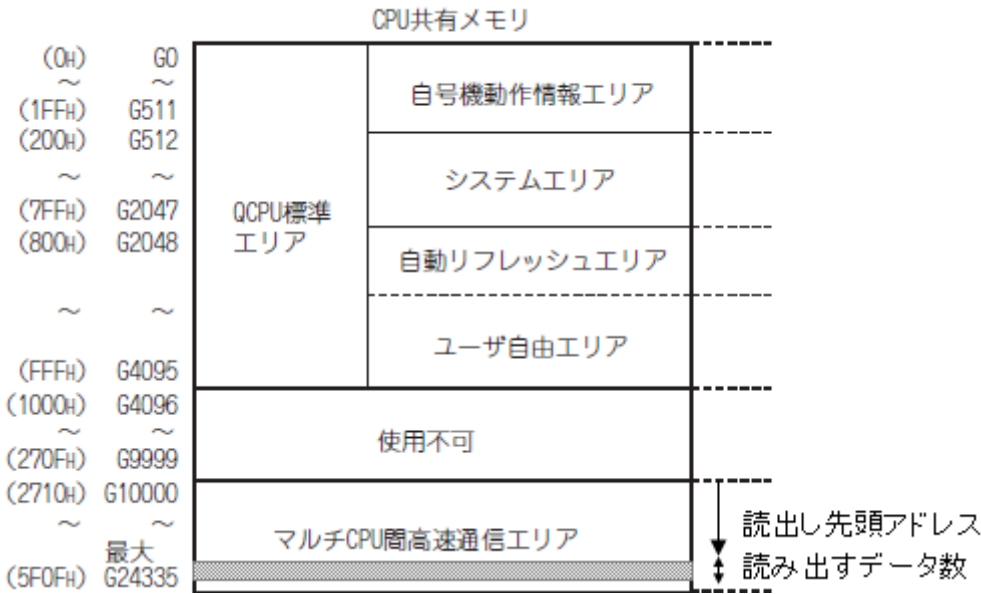 CPU共有メモリ
(0H) G0
～ ～
(1FFH) G511
自号機動作情報エリア
(200H) G512
～ ～
システムエリア
(7FFH) G2047
QCPU標準
エリア
(800H) G2048
自動リフレッシュエリア
～ ～
ユーザ自由エリア
(FFFH) G4095
(1000H) G4096
～ ～
使用不可
(270FH) G9999
(2710H) G10000
～ ～
マルチCPU間高速通信エリア
読出し先頭アドレス
最大
(5F0FH) G24335
読み出すデータ数